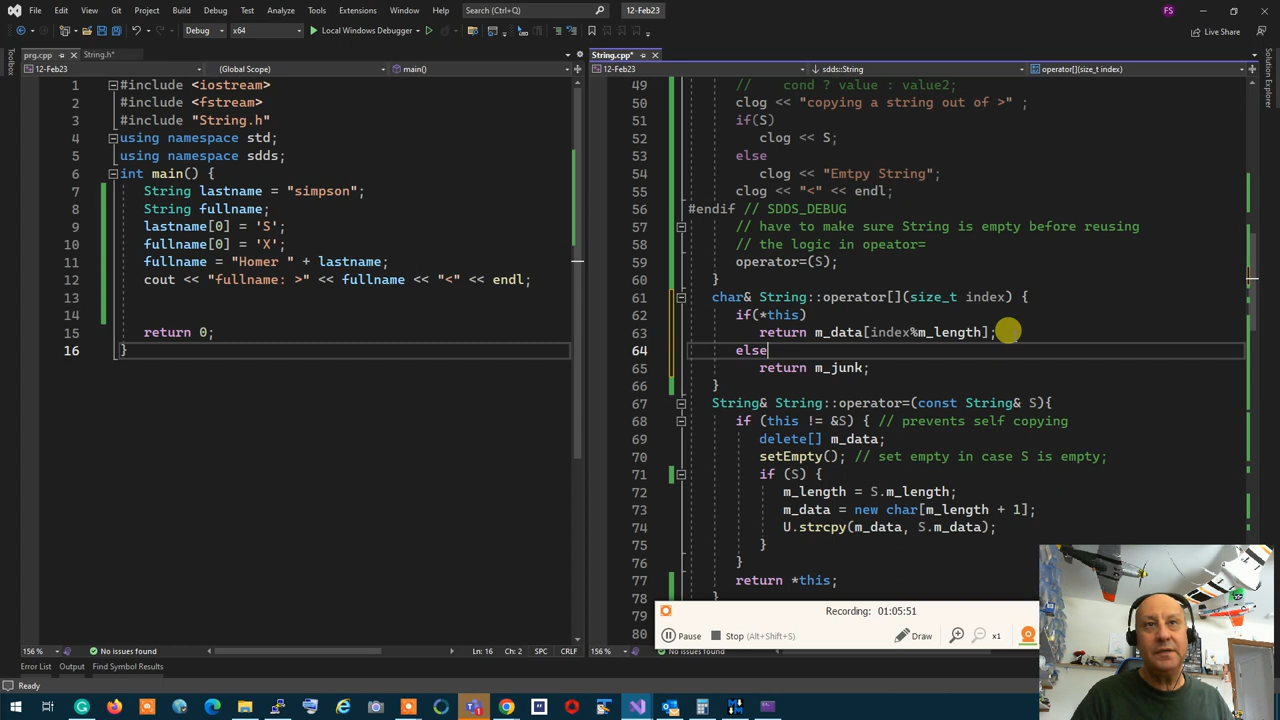 File Edit View Git Project Build Debug Test Analyze Tools Extensions Window Help Search (Ctrl+Q) 12-Feb23 FS
Debug x64 Local Windows Debugger Live Share
prg.cpp String.h*
12-Feb23 (Global Scope) main()
1 #include <iostream>
2 #include <fstream>
3 #include "String.h"
4 using namespace std;
5 using namespace sdds;
6 int main() {
7 String lastname = "simpson";
8 String fullname;
9 lastname[0] = 'S';
10 fullname[0] = 'X';
11 fullname = "Homer " + lastname;
12 cout << "fullname: >" << fullname << "<" << endl;
13
14
15 return 0;
16 }
156 % No issues found Ln: 16 Ch: 2 SPC CRLF
Toolbox
String.cpp*
12-Feb23 sdds::String operator[](size_t index)
49 // cond ? value : value2;
50 clog << "copying a string out of >" ;
51 if(S)
52 clog << S;
53 else
54 clog << "Emtpy String";
55 clog << "<" << endl;
56 #endif // SDDS_DEBUG
57 // have to make sure String is empty before reusing
58 // the logic in opeator=
59 operator=(S);
60 }
61 char& String::operator[](size_t index) {
62 if(*this)
63 return m_data[index%m_length];
64 else
65 return m_junk;
66 }
67 String& String::operator=(const String& S){
68 if (this != &S) { // prevents self copying
69 delete[] m_data;
70 setEmpty(); // set empty in case S is empty;
71 if (S) {
72 m_length = S.m_length;
73 m_data = new char[m_length + 1];
74 U.strcpy(m_data, S.m_data);
75 }
76 }
77 return *this;
78 }
79
80
156 % No issues found
Solution Explorer
Recording: 01:05:51
Pause Stop (Alt+Shift+S) Draw x1
Error List Output Find Symbol Results
Ready